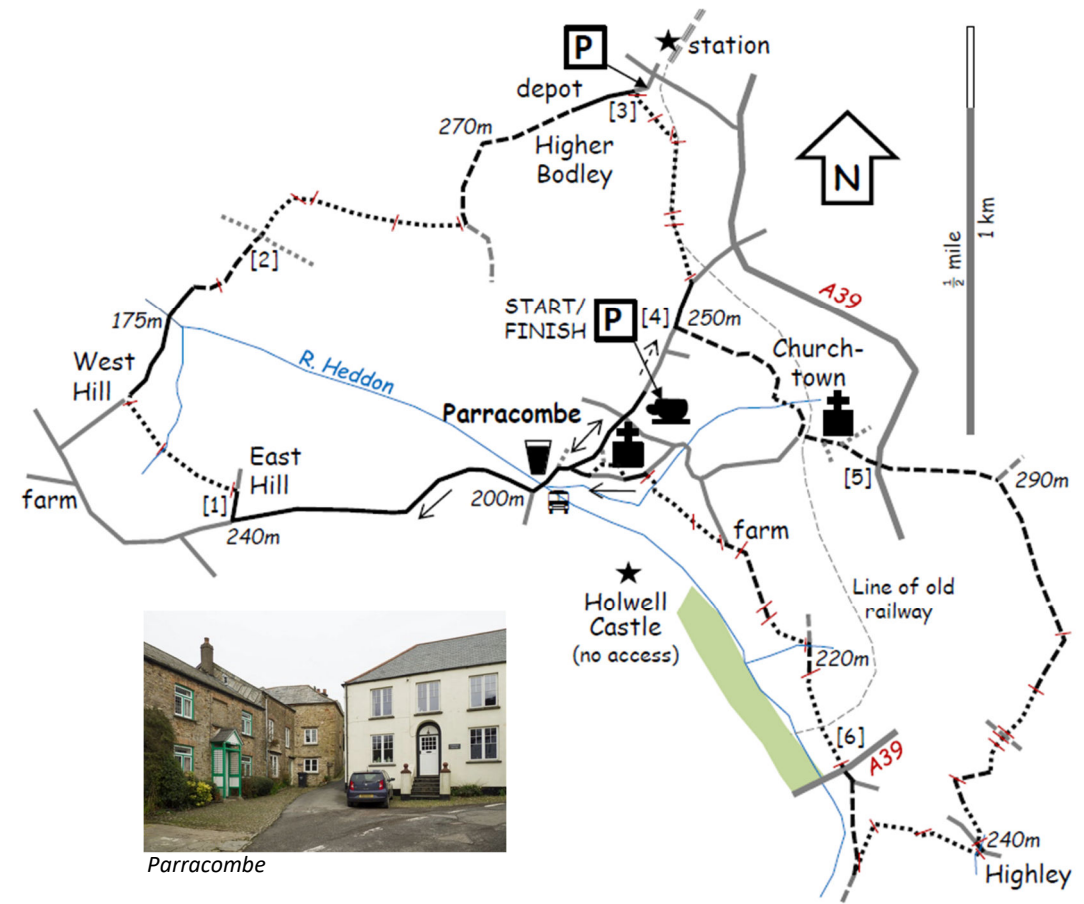 P
station
depot
[3]
270m
Higher
Bodley
N
1 km
½ mile
[2]
START/
FINISH
P
[4]
250m
A39
175m
West
Hill
R. Heddon
Church-
town
Parracombe
East
Hill
[1]
240m
farm
200m
[5]
290m
farm
Holwell
Castle
(no access)
Line of old
railway
220m
[6]
A39
240m
Highley
Parracombe